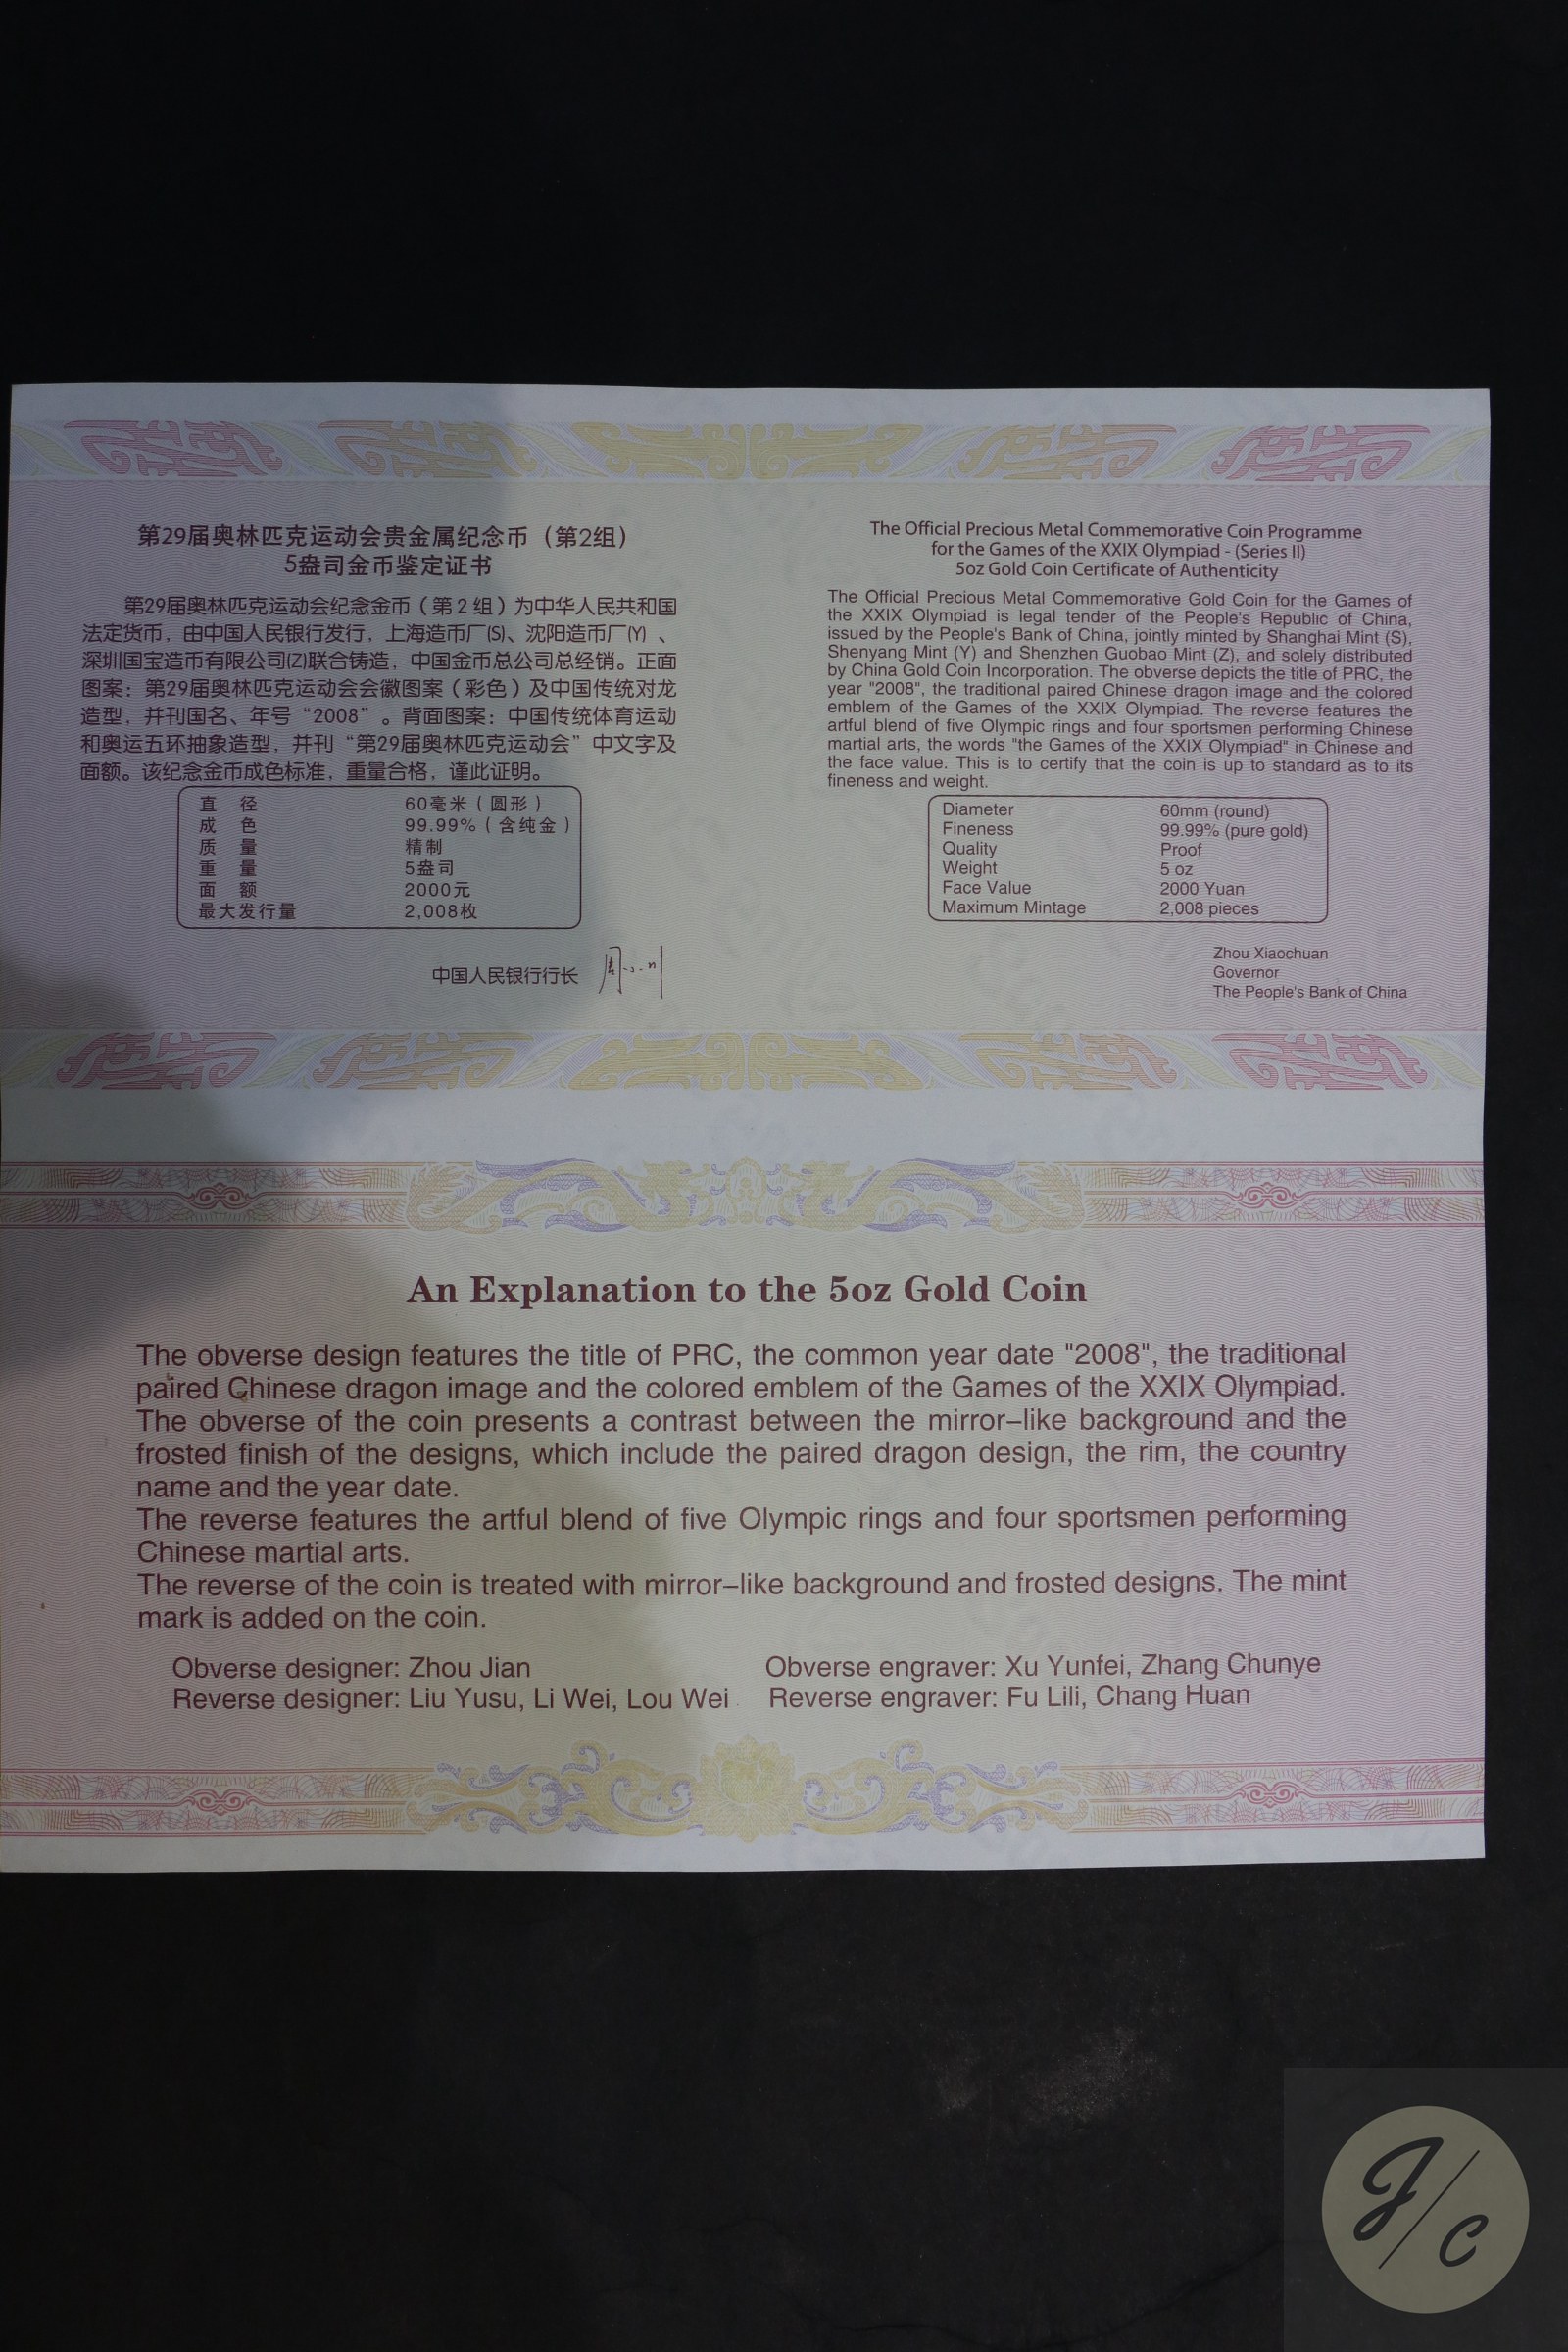 第29届奥林匹克运动会贵金属纪念币（第2组）
5盎司金币鉴定证书
第29届奥林匹克运动会纪念金币（第2组）为中华人民共和国
法定货币，由中国人民银行发行，上海造币厂(S)、沈阳造币厂(Y)、
深圳国宝造币有限公司(Z)联合铸造，中国金币总公司总经销。正面
图案：第29届奥林匹克运动会会徽图案（彩色）及中国传统对龙
造型，并刊国名、年号“2008”。背面图案：中国传统体育运动
和奥运五环抽象造型，并刊“第29届奥林匹克运动会”中文字及
面额。该纪念金币成色标准，重量合格，谨此证明。
直 径 60毫米（圆形）
成 色 99.99%（含纯金）
质 量 精制
重 量 5盎司
面 额 2000元
最大发行量 2,008枚
中国人民银行行长 周小川
The Official Precious Metal Commemorative Coin Programme
for the Games of the XXIX Olympiad - (Series II)
5oz Gold Coin Certificate of Authenticity
The Official Precious Metal Commemorative Gold Coin for the Games of
the XXIX Olympiad is legal tender of the People's Republic of China,
issued by the People's Bank of China, jointly minted by Shanghai Mint (S),
Shenyang Mint (Y) and Shenzhen Guobao Mint (Z), and solely distributed
by China Gold Coin Incorporation. The obverse depicts the title of PRC, the
year "2008", the traditional paired Chinese dragon image and the colored
emblem of the Games of the XXIX Olympiad. The reverse features the
artful blend of five Olympic rings and four sportsmen performing Chinese
martial arts, the words "the Games of the XXIX Olympiad" in Chinese and
the face value. This is to certify that the coin is up to standard as to its
fineness and weight.
Diameter 60mm (round)
Fineness 99.99% (pure gold)
Quality Proof
Weight 5 oz
Face Value 2000 Yuan
Maximum Mintage 2,008 pieces
Zhou Xiaochuan
Governor
The People's Bank of China
An Explanation to the 5oz Gold Coin
The obverse design features the title of PRC, the common year date "2008", the traditional
paired Chinese dragon image and the colored emblem of the Games of the XXIX Olympiad.
The obverse of the coin presents a contrast between the mirror–like background and the
frosted finish of the designs, which include the paired dragon design, the rim, the country
name and the year date.
The reverse features the artful blend of five Olympic rings and four sportsmen performing
Chinese martial arts.
The reverse of the coin is treated with mirror–like background and frosted designs. The mint
mark is added on the coin.
Obverse designer: Zhou Jian Obverse engraver: Xu Yunfei, Zhang Chunye
Reverse designer: Liu Yusu, Li Wei, Lou Wei Reverse engraver: Fu Lili, Chang Huan
J/C